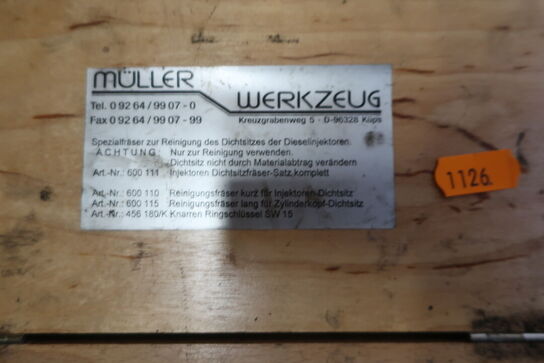 MÜLLER
WERKZEUG
Tel. 0 92 64 / 99 07 - 0
Fax 0 92 64 / 99 07 - 99
Kreuzgrabenweg 5 · D-96328 Küps
Spezialfräser zur Reinigung des Dichtsitzes der Dieselinjektoren.
ACHTUNG: Nur zur Reinigung verwenden.
Dichtsitz nicht durch Materialabtrag verändern
Art.-Nr.: 600 111 Injektoren Dichtsitzfräser-Satz komplett
Art.-Nr.: 600 110 Reinigungsfräser kurz für Injektoren-Dichtsitz
Art.-Nr.: 600 115 Reinigungsfräser lang für Zylinderkopf-Dichtsitz
Art.-Nr.: 456 180/K Knarren Ringschlüssel SW 15
1126.